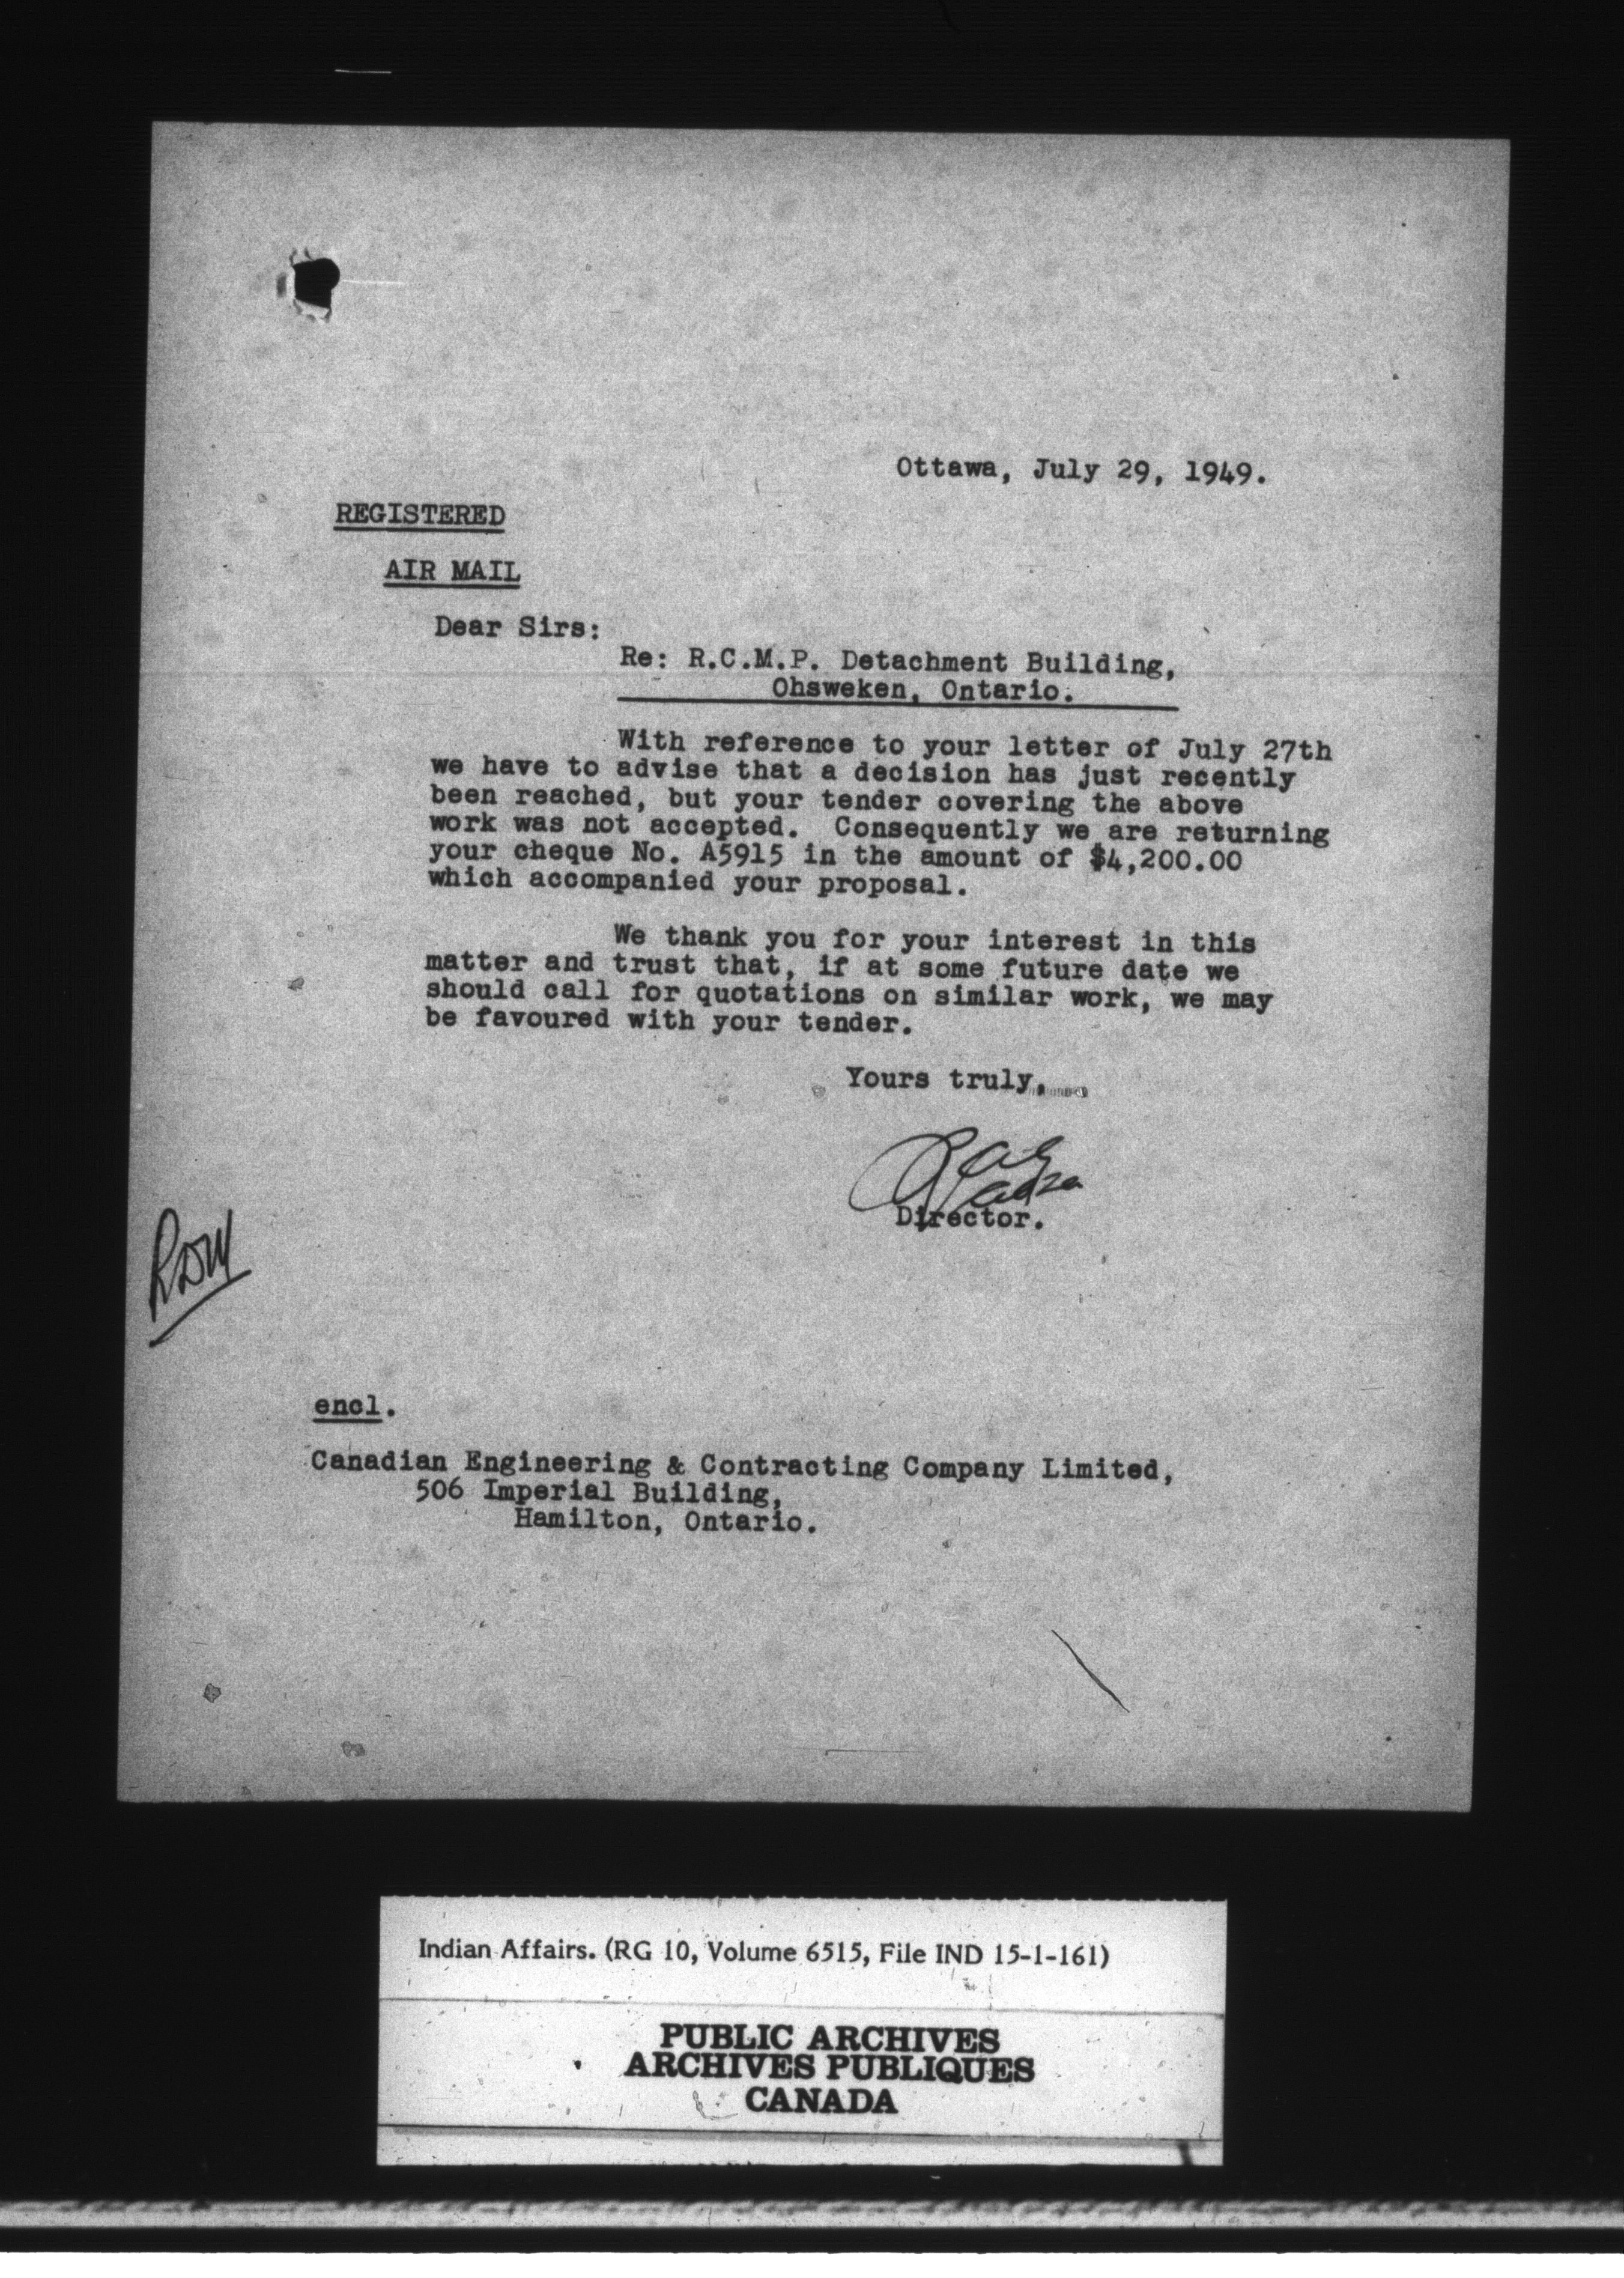 Ottawa, July 29, 1949.
REGISTERED
AIR MAIL
Dear Sirs:
Re: R.C.M.P. Detachment Building,
Ohsweken, Ontario.
With reference to your letter of July 27th
we have to advise that a decision has just recently
been reached, but your tender covering the above
work was not accepted. Consequently we are returning
your cheque No. A5915 in the amount of $4,200.00
which accompanied your proposal.
We thank you for your interest in this
matter and trust that, if at some future date we
should call for quotations on similar work, we may
be favoured with your tender.
Yours truly,
Director.
encl.
Canadian Engineering & Contracting Company Limited,
506 Imperial Building,
Hamilton, Ontario.
Indian Affairs. (RG 10, Volume 6515, File IND 15-1-161)
PUBLIC ARCHIVES
ARCHIVES PUBLIQUES
CANADA